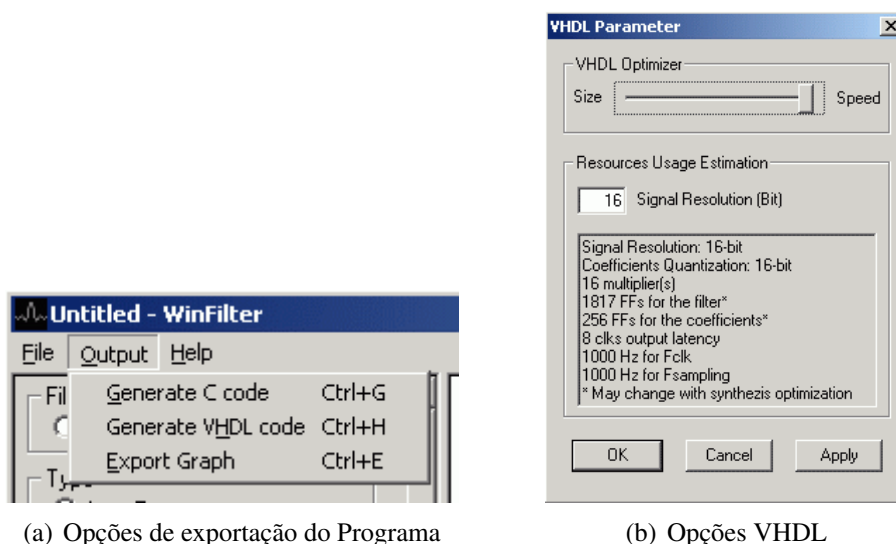 Untitled - WinFilter
File Output Help
Generate C code Ctrl+G
Generate VHDL code Ctrl+H
Export Graph Ctrl+E
Fil
(a) Opções de exportação do Programa
VHDL Parameter
VHDL Optimizer
Size Speed
Resources Usage Estimation
16 Signal Resolution (Bit)
Signal Resolution: 16-bit
Coefficients Quantization: 16-bit
16 multiplier(s)
1817 FFs for the filter*
256 FFs for the coefficients*
8 clks output latency
1000 Hz for Fclk
1000 Hz for Fsampling
* May change with synthezis optimization
OK Cancel Apply
(b) Opções VHDL